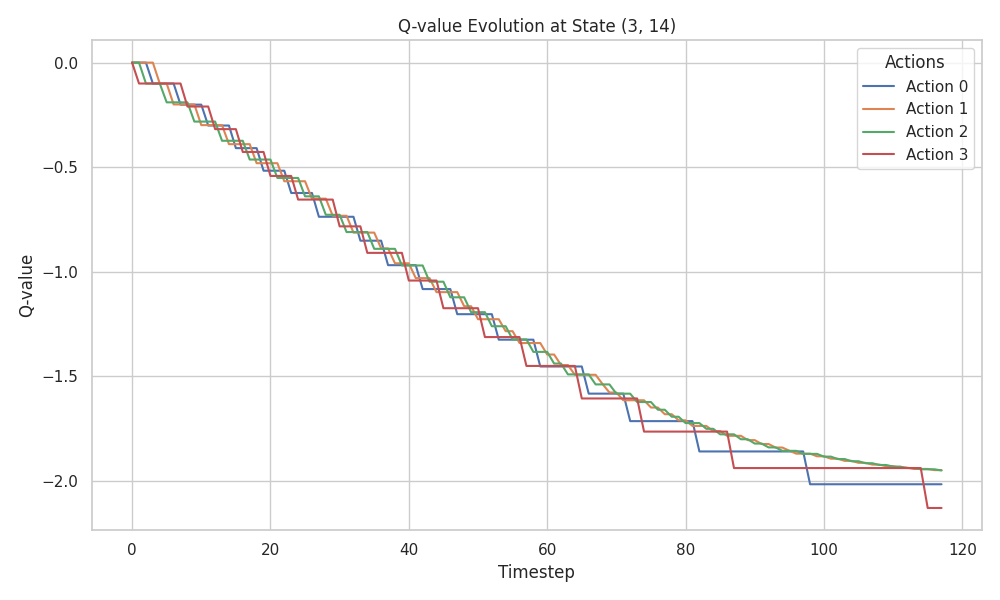 Q-value Evolution at State (3, 14)
Actions
Action 0
Action 1
Action 2
Action 3
Q-value
0.0
−0.5
−1.0
−1.5
−2.0
0 20 40 60 80 100 120
Timestep